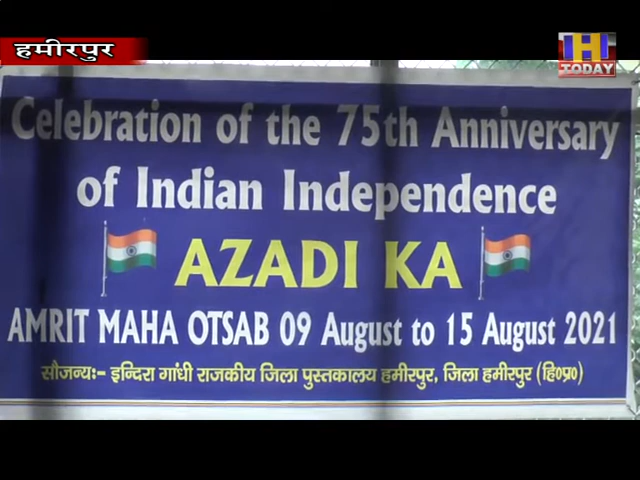 हमीरपुर
IHI
TODAY
Celebration of the 75th Anniversary
of Indian Independence
AZADI KA
AMRIT MAHA OTSAB 09 August to 15 August 2021
सौजन्यः- इन्दिरा गांधी राजकीय जिला पुस्तकालय हमीरपुर, जिला हमीरपुर (हि०प्र०)